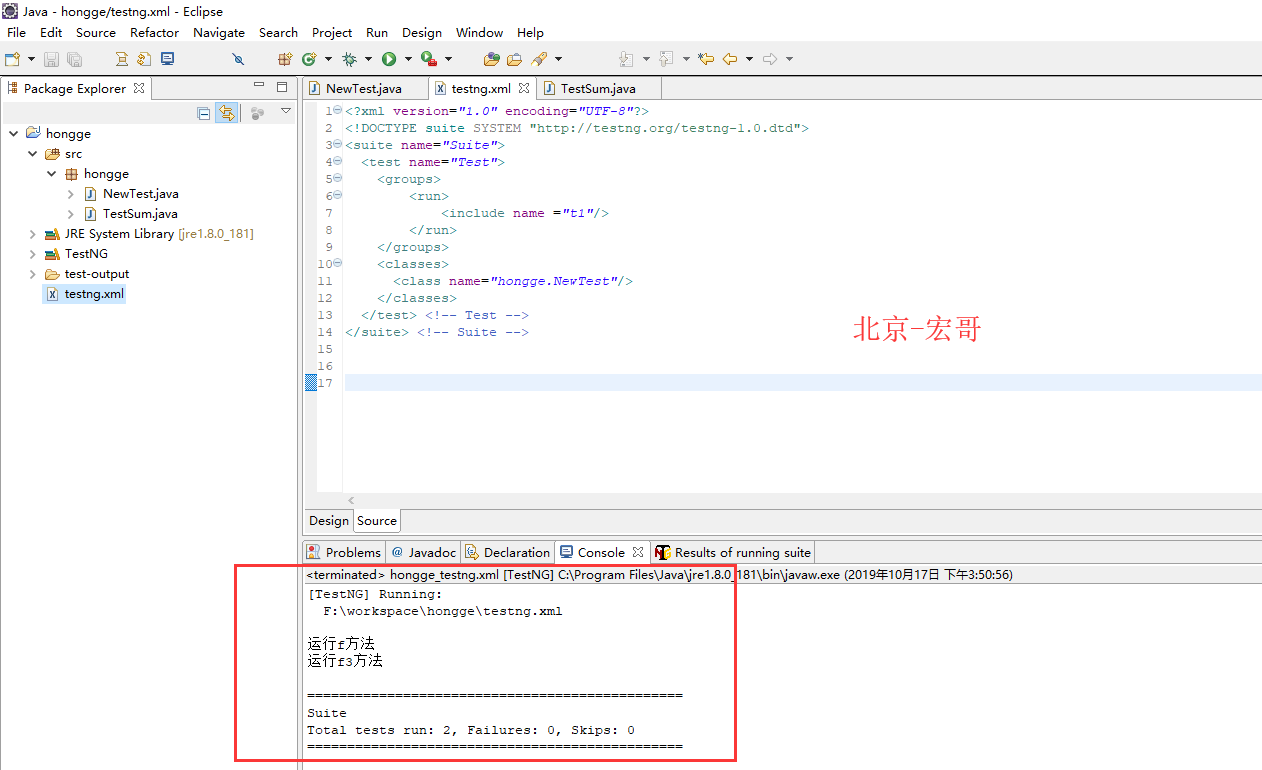 Java - hongge/testng.xml - Eclipse
File Edit Source Refactor Navigate Search Project Run Design Window Help
Package Explorer
hongge
src
hongge
NewTest.java
TestSum.java
JRE System Library [jre1.8.0_181]
TestNG
test-output
testng.xml
NewTest.java testng.xml TestSum.java
1 <?xml version="1.0" encoding="UTF-8"?>
2 <!DOCTYPE suite SYSTEM "http://testng.org/testng-1.0.dtd">
3 <suite name="Suite">
4 <test name="Test">
5 <groups>
6 <run>
7 <include name ="t1"/>
8 </run>
9 </groups>
10 <classes>
11 <class name="hongge.NewTest"/>
12 </classes>
13 </test> <!-- Test -->
14 </suite> <!-- Suite -->
15
16
17
北京-宏哥
Design Source
Problems @ Javadoc Declaration Console Results of running suite
<terminated> hongge_testng.xml [TestNG] C:\Program Files\Java\jre1.8.0_181\bin\javaw.exe (2019年10月17日 下午3:50:56)
[TestNG] Running:
F:\workspace\hongge\testng.xml
运行f方法
运行f3方法
===============================================
Suite
Total tests run: 2, Failures: 0, Skips: 0
===============================================